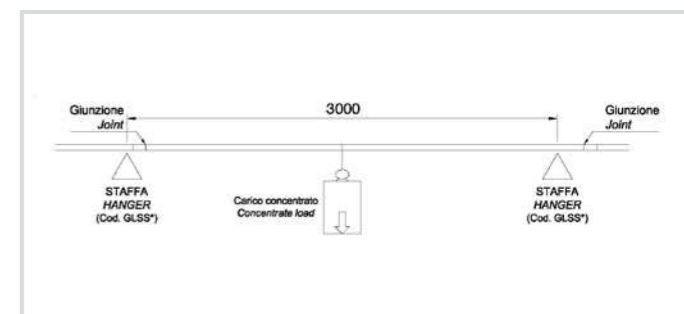 3000
Giunzione
Joint
Giunzione
Joint
STAFFA
HANGER
(Cod. GLSS*)
Carico concentrato
Concentrate load
STAFFA
HANGER
(Cod. GLSS*)